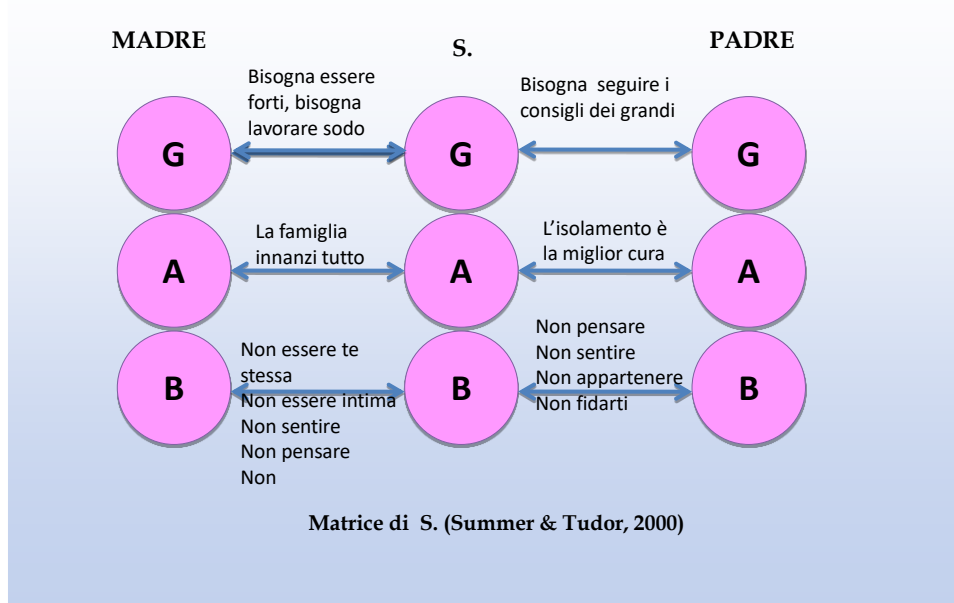 MADRE
S.
PADRE
Bisogna essere
forti, bisogna
lavorare sodo
Bisogna seguire i
consigli dei grandi
G
G
G
La famiglia
innanzi tutto
L'isolamento è
la miglior cura
A
A
A
Non essere te
stessa
Non essere intima
Non sentire
Non pensare
Non
Non pensare
Non sentire
Non appartenere
Non fidarti
B
B
B
Matrice di S. (Summer & Tudor, 2000)